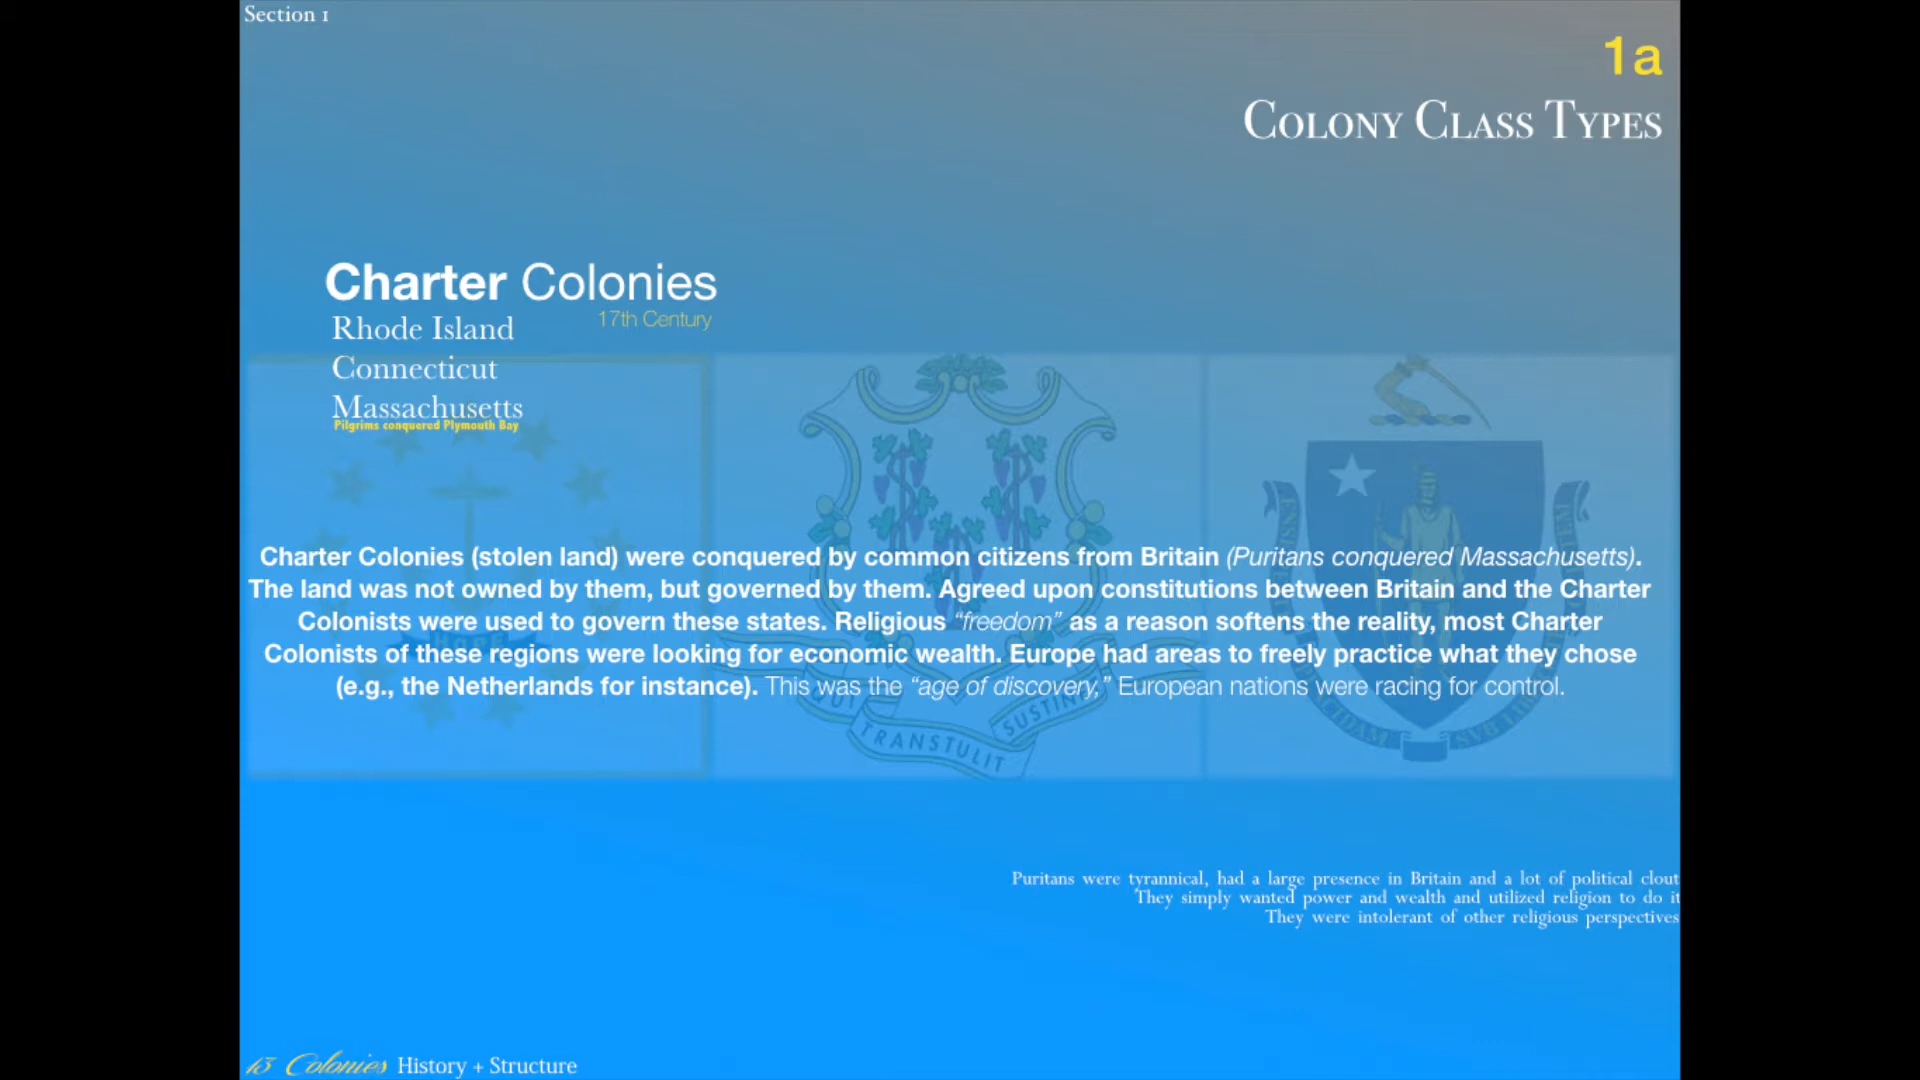 Section 1
1a
Colony Class Types
Charter Colonies
17th Century
Rhode Island
Connecticut
Massachusetts
Pilgrims conquered Plymouth Bay
Charter Colonies (stolen land) were conquered by common citizens from Britain (Puritans conquered Massachusetts).
The land was not owned by them, but governed by them. Agreed upon constitutions between Britain and the Charter
Colonists were used to govern these states. Religious “freedom” as a reason softens the reality, most Charter
Colonists of these regions were looking for economic wealth. Europe had areas to freely practice what they chose
(e.g., the Netherlands for instance). This was the “age of discovery,” European nations were racing for control.
HOPE
QUI TRANSTULIT SUSTIN
Puritans were tyrannical, had a large presence in Britain and a lot of political clout
They simply wanted power and wealth and utilized religion to do it
They were intolerant of other religious perspectives
13 Colonies History + Structure